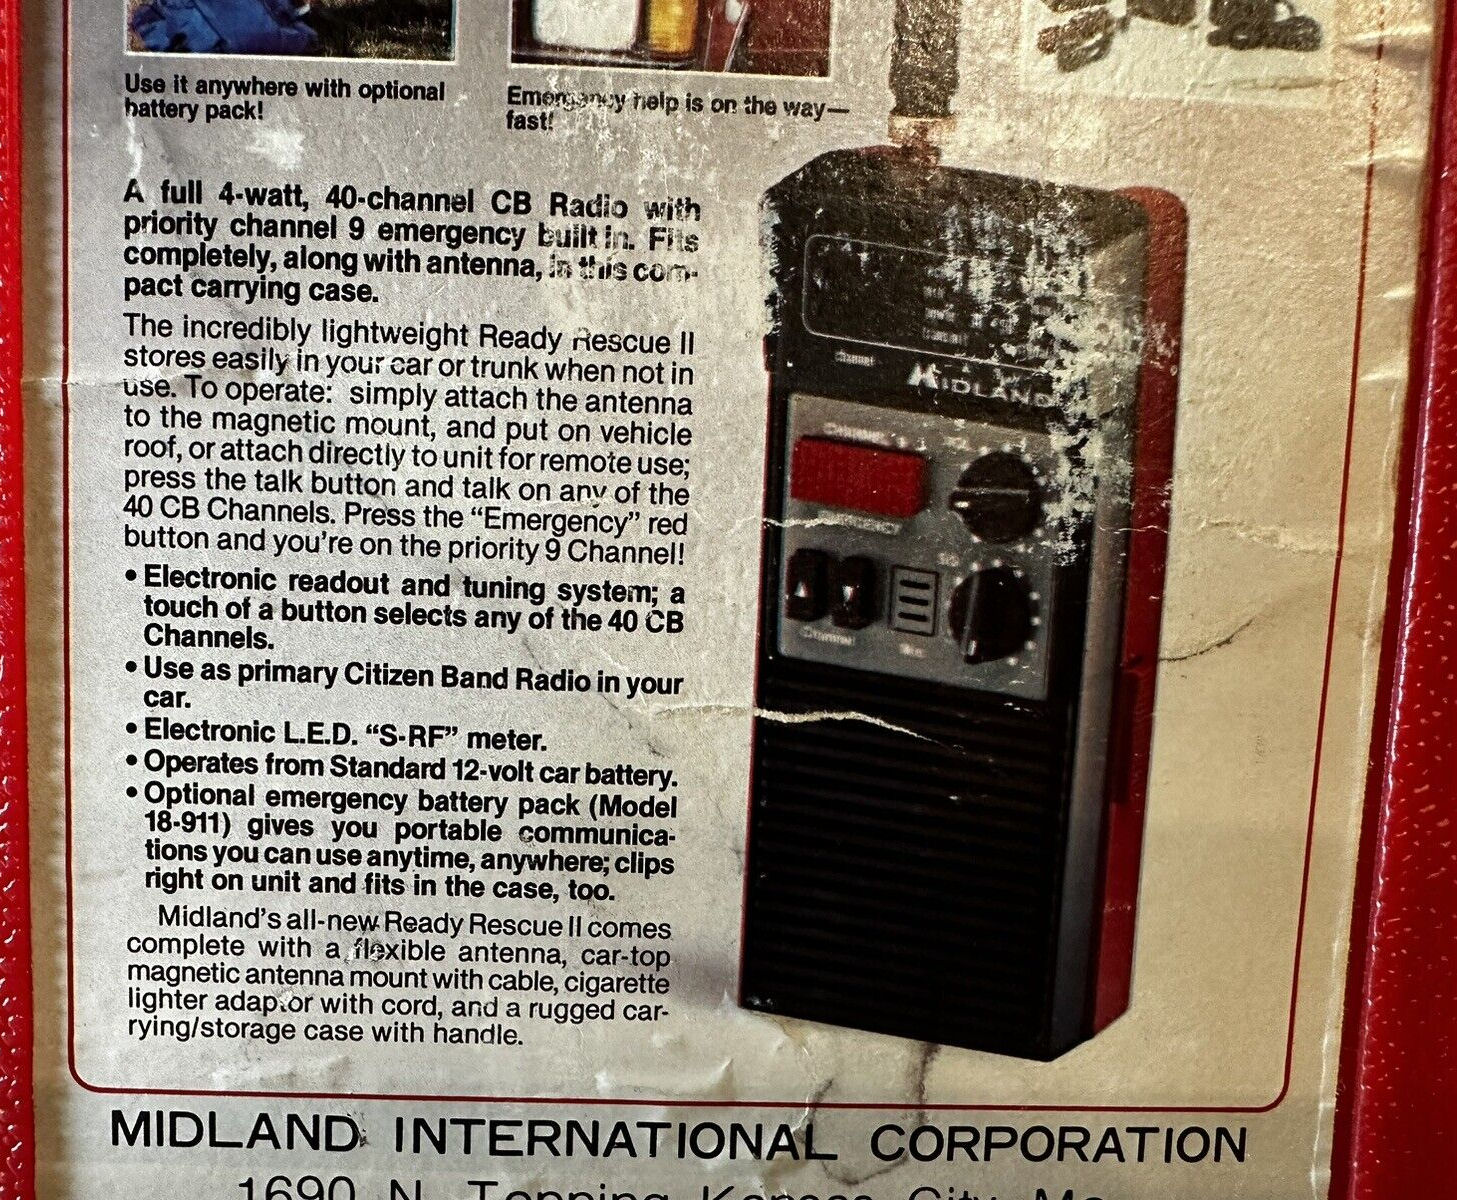 Use it anywhere with optional
battery pack!
Emergency help is on the way—
fast!
A full 4-watt, 40-channel CB Radio with
priority channel 9 emergency built in. Fits
completely, along with antenna, in this com-
pact carrying case.
The incredibly lightweight Ready Rescue II
stores easily in your car or trunk when not in
use. To operate: simply attach the antenna
to the magnetic mount, and put on vehicle
roof, or attach directly to unit for remote use;
press the talk button and talk on any of the
40 CB Channels. Press the “Emergency” red
button and you're on the priority 9 Channel!
• Electronic readout and tuning system; a
touch of a button selects any of the 40 CB
Channels.
• Use as primary Citizen Band Radio in your
car.
• Electronic L.E.D. “S-RF” meter.
• Operates from Standard 12-volt car battery.
• Optional emergency battery pack (Model
18-911) gives you portable communica-
tions you can use anytime, anywhere; clips
right on unit and fits in the case, too.
Midland's all-new Ready Rescue II comes
complete with a flexible antenna, car-top
magnetic antenna mount with cable, cigarette
lighter adaptor with cord, and a rugged car-
rying/storage case with handle.
Channel
MIDLAND
CHANNEL 9
EMERGENCY
Channel
MIDLAND INTERNATIONAL CORPORATION
1690 N. Topping Kansas City, Mo.